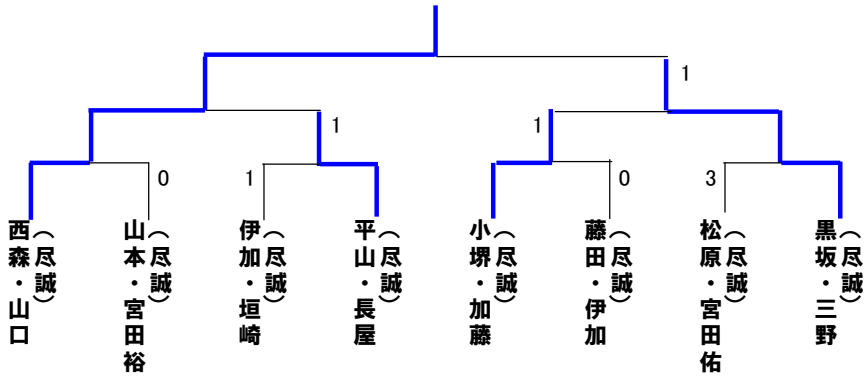 1
1
1
0
1
0
3
西森・山口
（尽誠）
山本・宮田裕
（尽誠）
伊加・垣崎
（尽誠）
平山・長屋
（尽誠）
小堺・加藤
（尽誠）
藤田・伊加
（尽誠）
松原・宮田佑
（尽誠）
黒坂・三野
（尽誠）